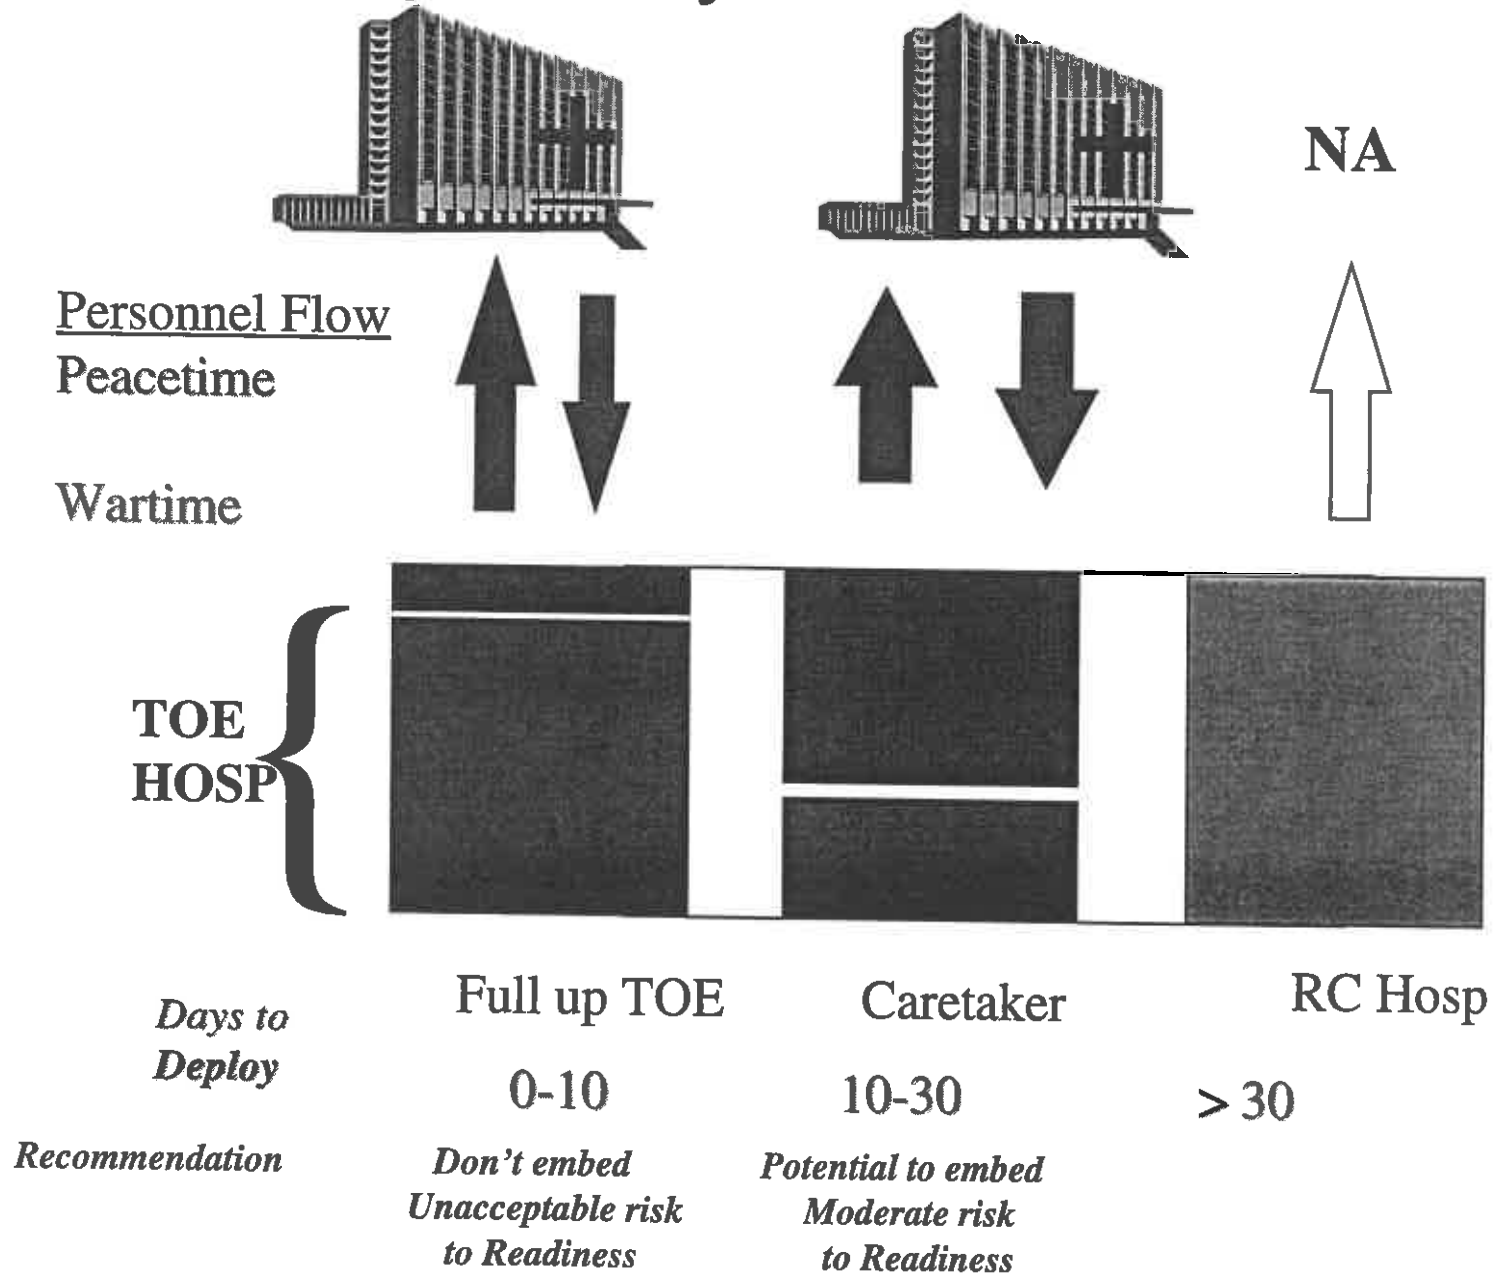 NA
Personnel Flow
Peacetime
Wartime
TOE
HOSP
Full up TOE
Caretaker
RC Hosp
Days to
Deploy
0-10
10-30
> 30
Recommendation
Don't embed
Unacceptable risk
to Readiness
Potential to embed
Moderate risk
to Readiness